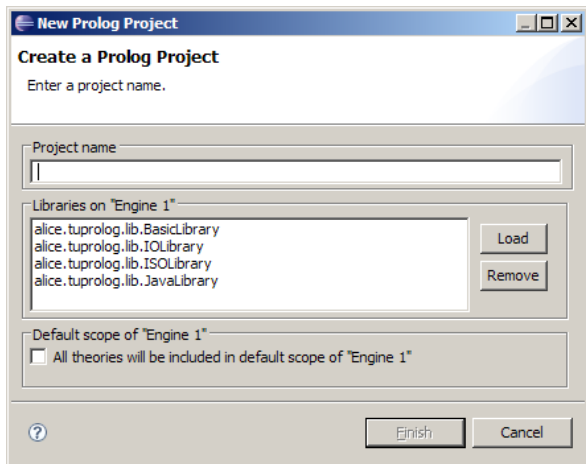 New Prolog Project
Create a Prolog Project
Enter a project name.
Project name
Libraries on "Engine 1"
alice.tuprolog.lib.BasicLibrary
alice.tuprolog.lib.IOLibrary
alice.tuprolog.lib.ISOLibrary
alice.tuprolog.lib.JavaLibrary
Load
Remove
Default scope of "Engine 1"
All theories will be included in default scope of "Engine 1"
?
Finish
Cancel